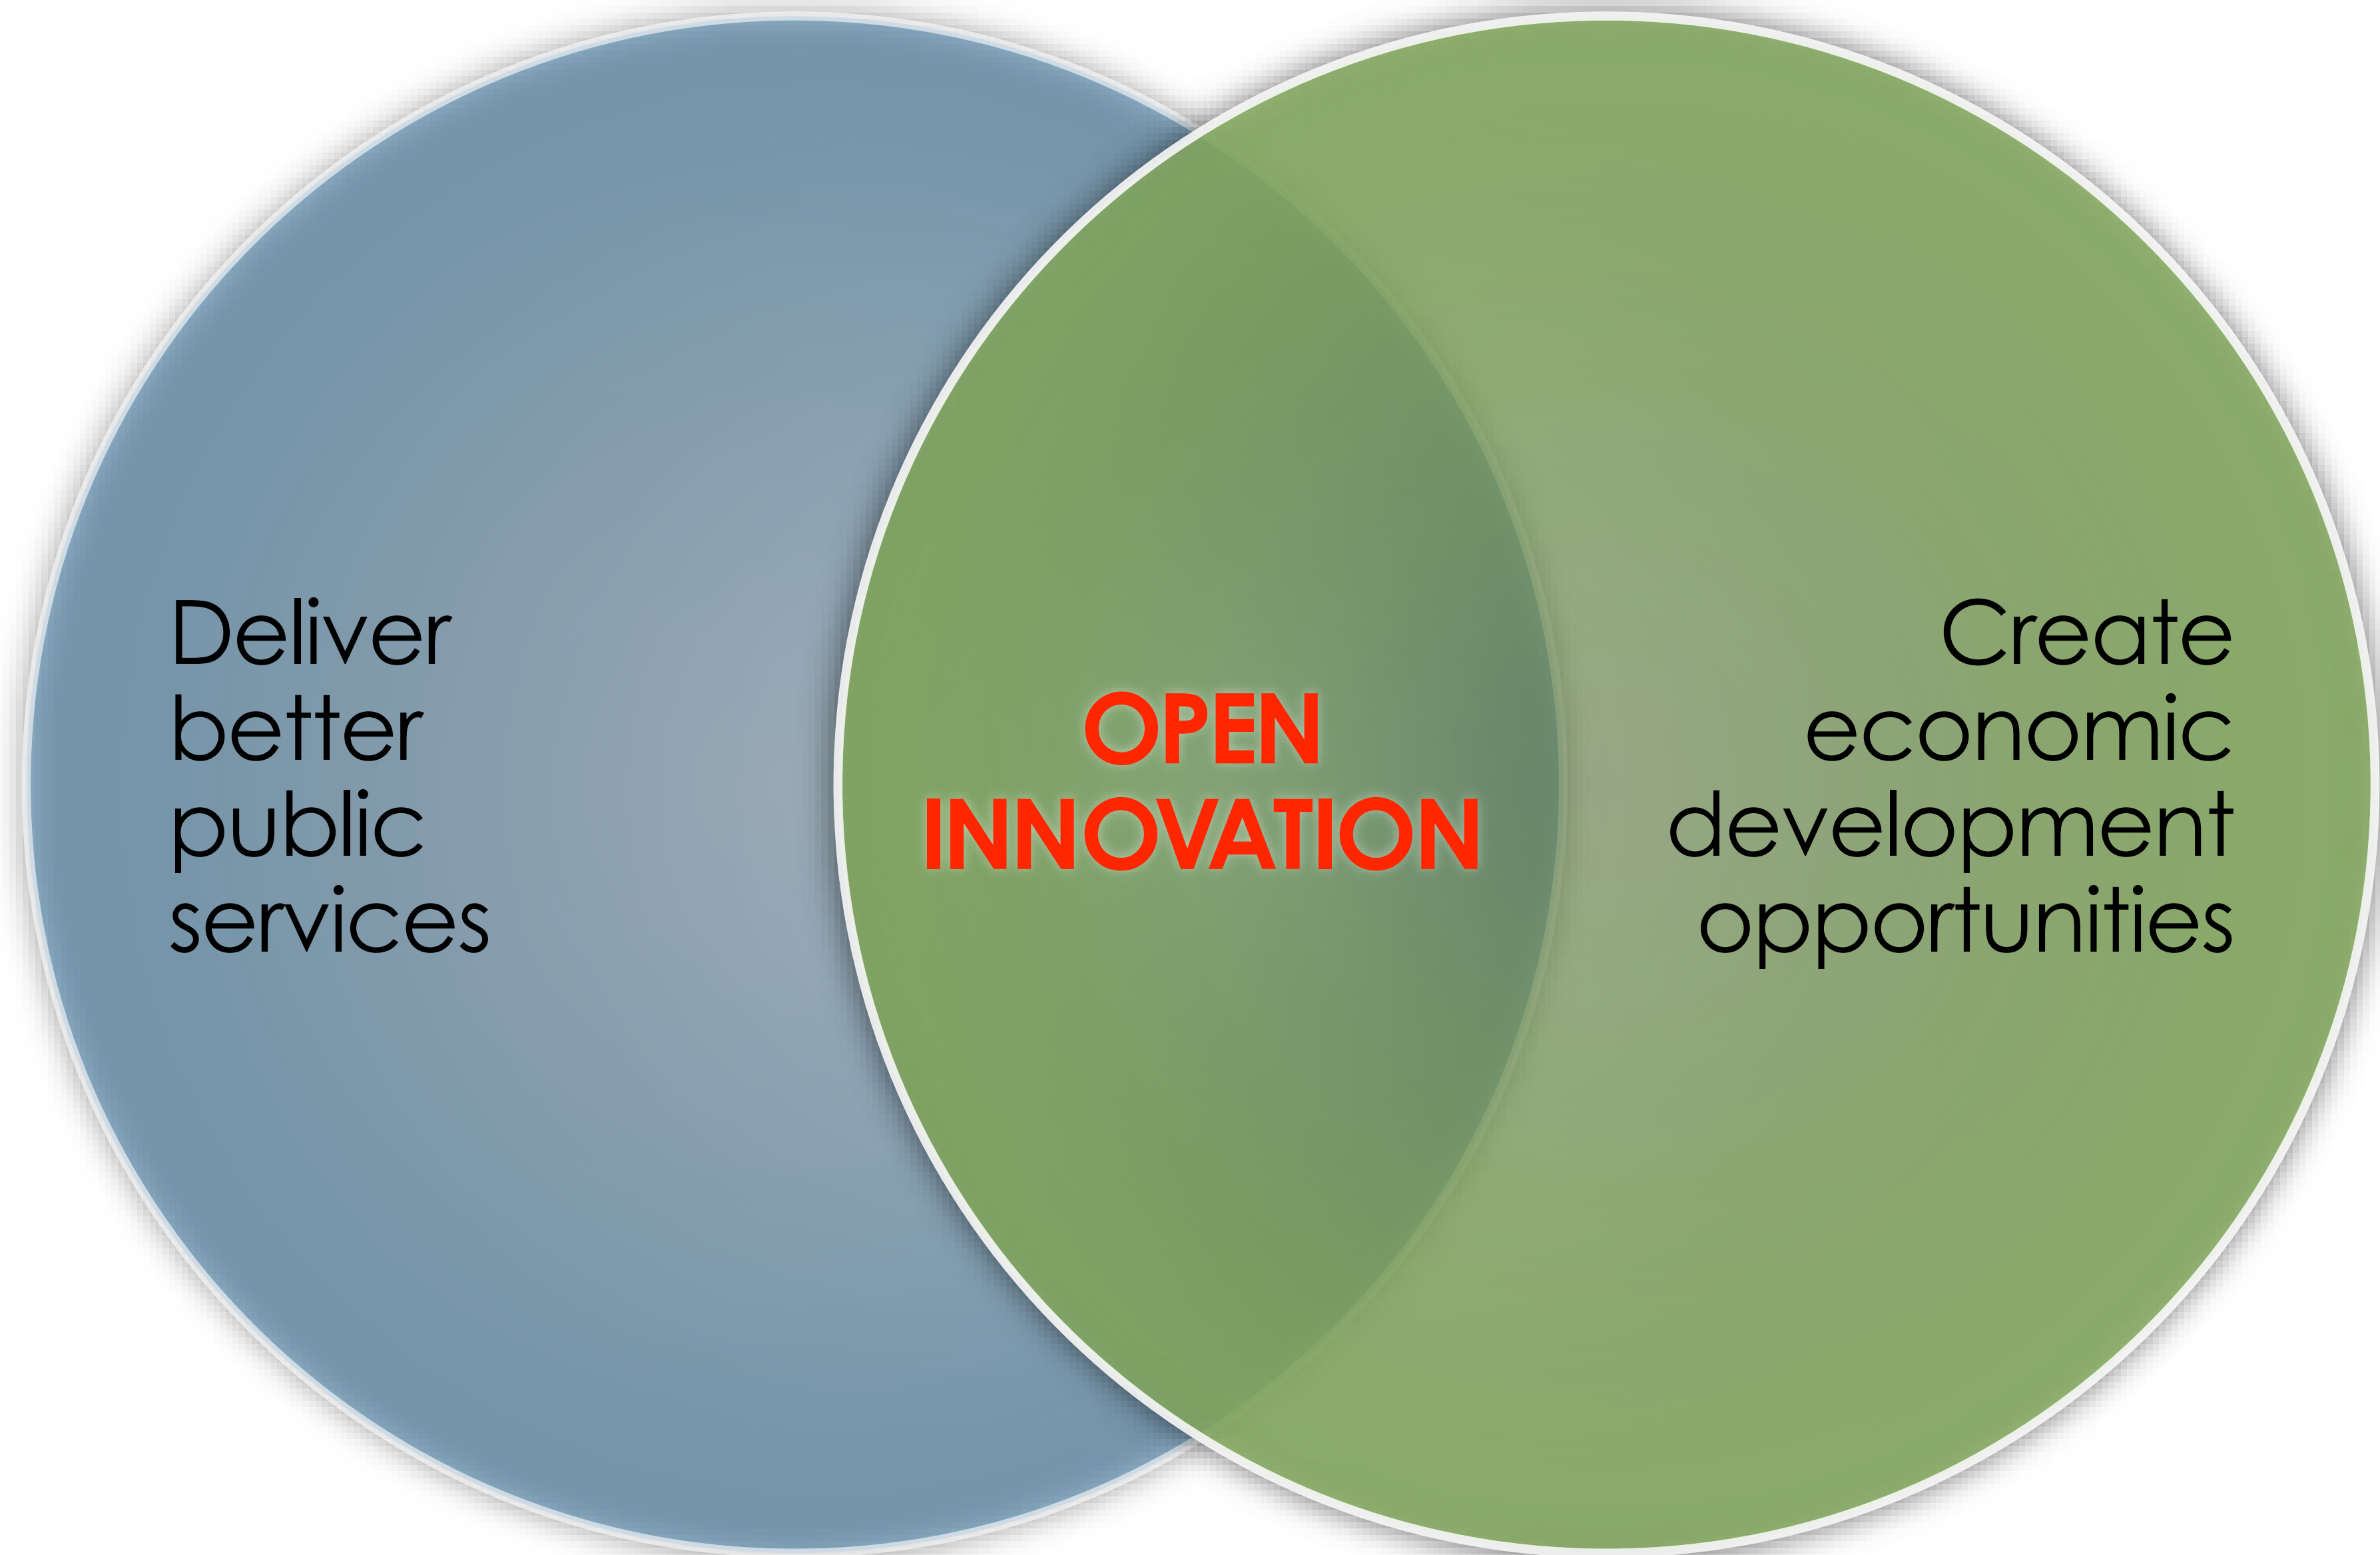 Deliver
better
public
services
OPEN
INNOVATION
Create
economic
development
opportunities